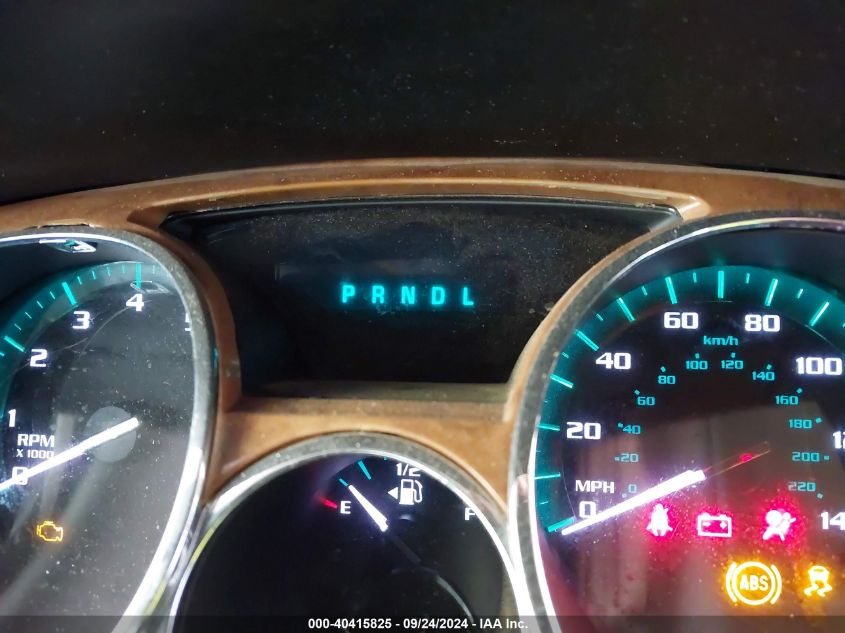 P R N D L
1 2 3 4
RPM
X 1000
0
E 1/2 F
0 20 40 60 80 100
km/h
0 20 40 60 80 100 120 140 160 180 200 220
MPH
ABS
000-40415825 - 09/24/2024 - IAA Inc.